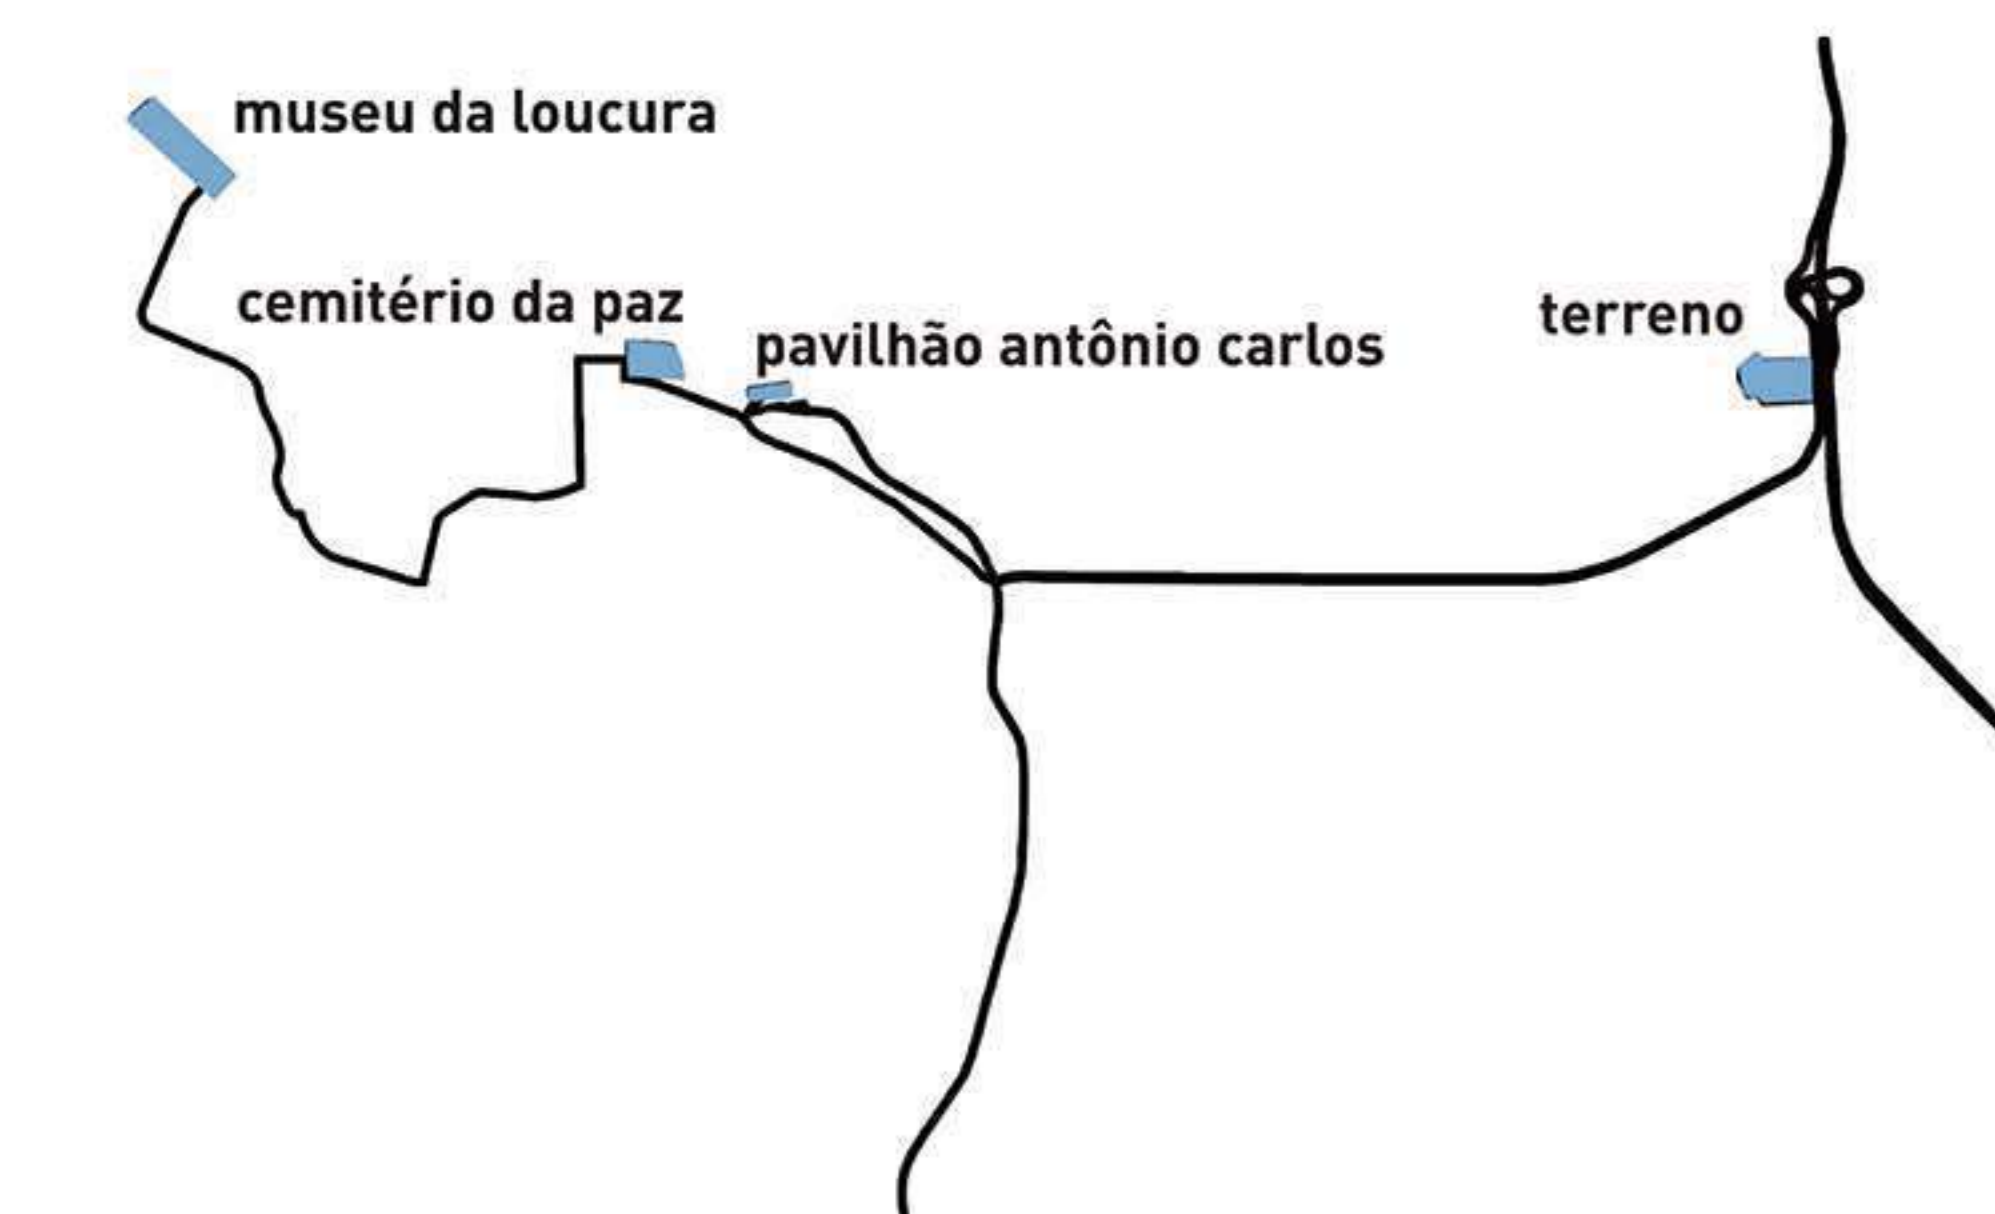 museu da loucura
cemitério da paz
pavilhão antônio carlos
terreno